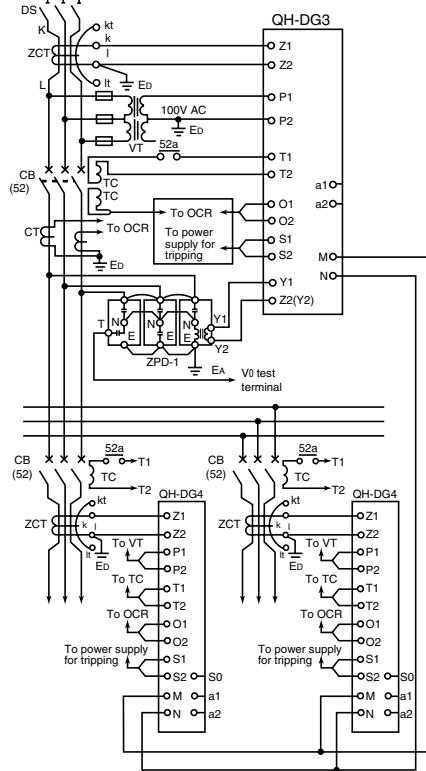 DS
K
kt
k
l
ZCT
lt
L
ED
QH-DG3
Z1
Z2
100V AC
P1
P2
ED
VT
52a
T1
T2
CB
(52)
TC
TC
a1
a2
To OCR
O1
O2
To power
supply for
tripping
S1
S2
CT
To OCR
ED
M
N
Y1
Z2(Y2)
T
N
N
N
E
E
E
Y1
Y2
ZPD-1
EA
V0 test
terminal
CB
(52)
52a
T1
TC
T2
kt
ZCT
k
l
lt
ED
QH-DG4
Z1
Z2
To VT
P1
P2
To TC
T1
T2
To OCR
O1
O2
To power supply
for tripping
S1
S2
S0
M
a1
N
a2
CB
(52)
52a
T1
TC
T2
kt
ZCT
k
l
lt
ED
QH-DG4
Z1
Z2
To VT
P1
P2
To TC
T1
T2
To OCR
O1
O2
To power supply
for tripping
S1
S2
S0
M
a1
N
a2